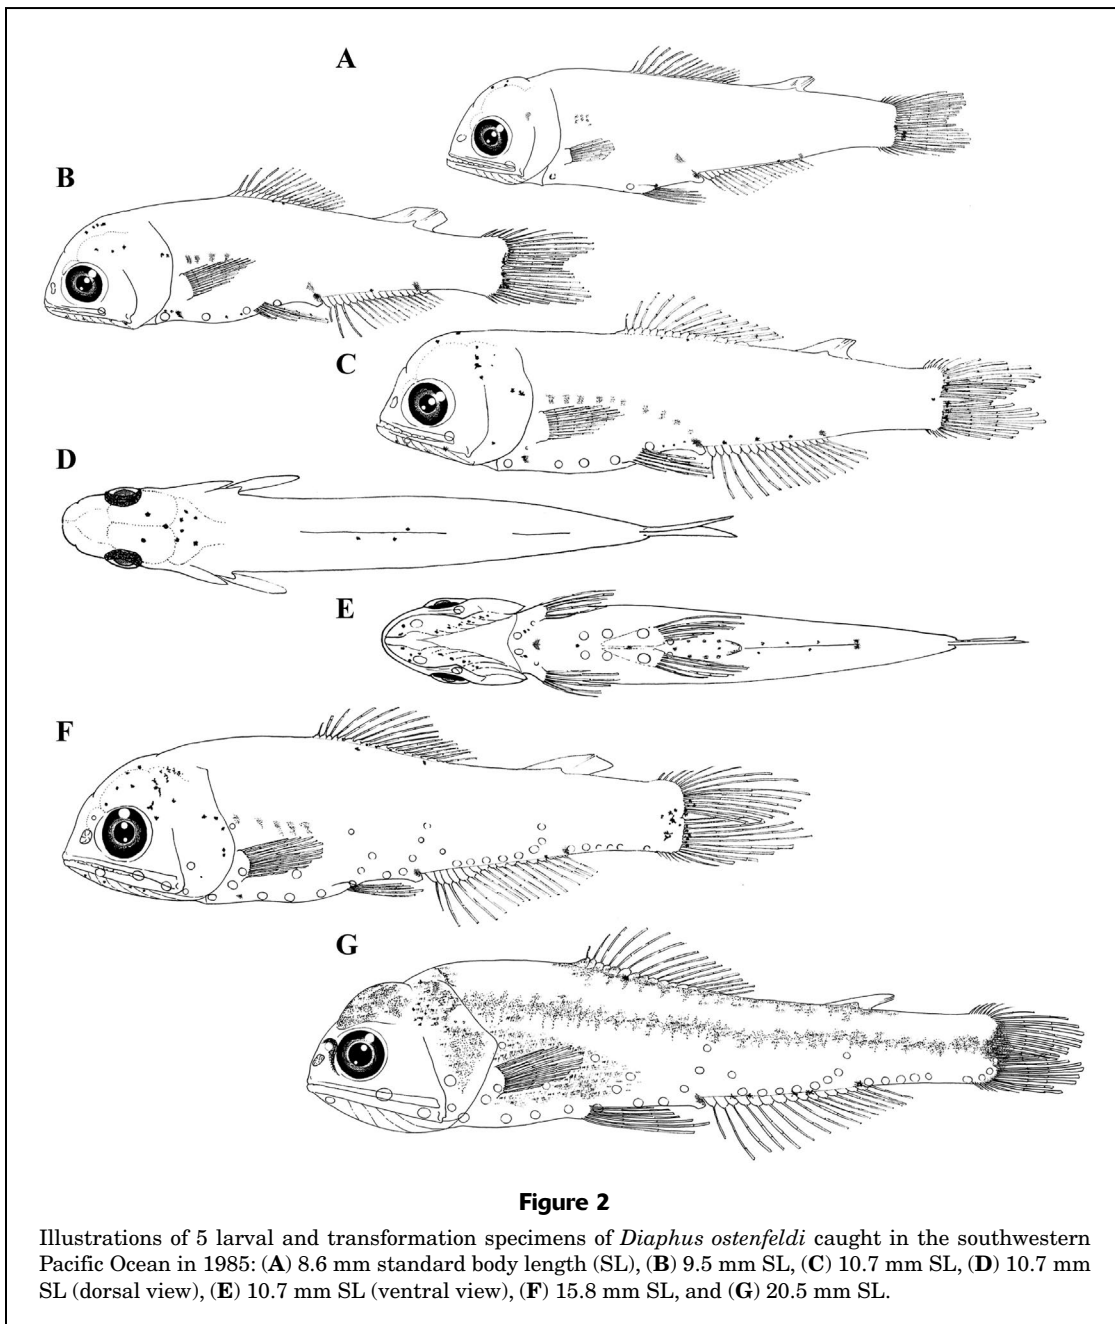 A
B
C
D
E
F
G
Figure 2
Illustrations of 5 larval and transformation specimens of Diaphus ostenfeldi caught in the southwestern
Pacific Ocean in 1985: (A) 8.6 mm standard body length (SL), (B) 9.5 mm SL, (C) 10.7 mm SL, (D) 10.7 mm
SL (dorsal view), (E) 10.7 mm SL (ventral view), (F) 15.8 mm SL, and (G) 20.5 mm SL.